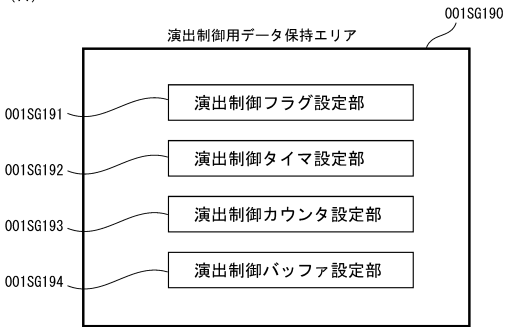 001SG190
演出制御用データ保持エリア
演出制御フラグ設定部
001SG191
演出制御タイマ設定部
001SG192
演出制御カウンタ設定部
001SG193
演出制御バッファ設定部
001SG194